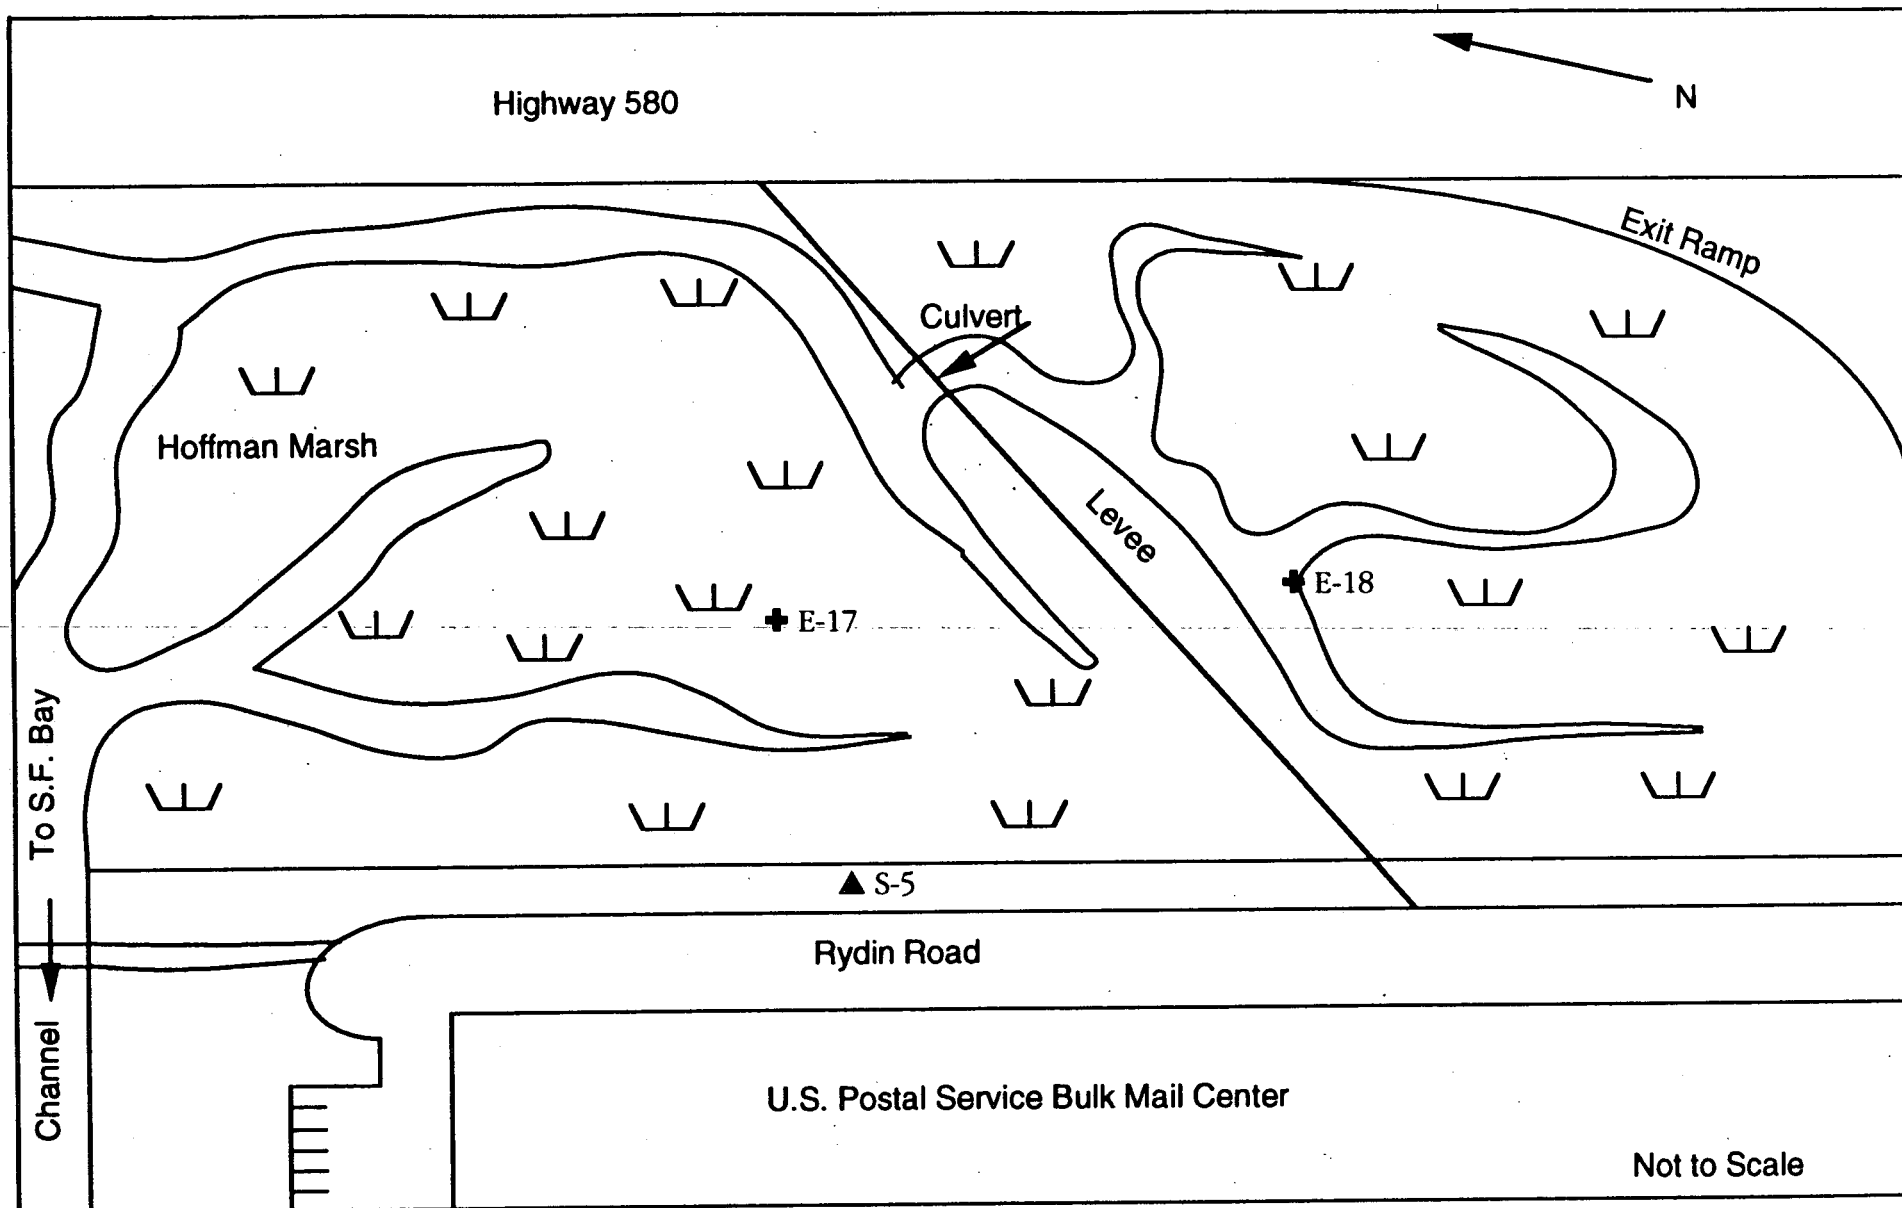 Highway 580
N
Exit Ramp
Culvert
Hoffman Marsh
Levee
E-18
E-17
To S.F. Bay
S-5
Rydin Road
Channel
U.S. Postal Service Bulk Mail Center
Not to Scale